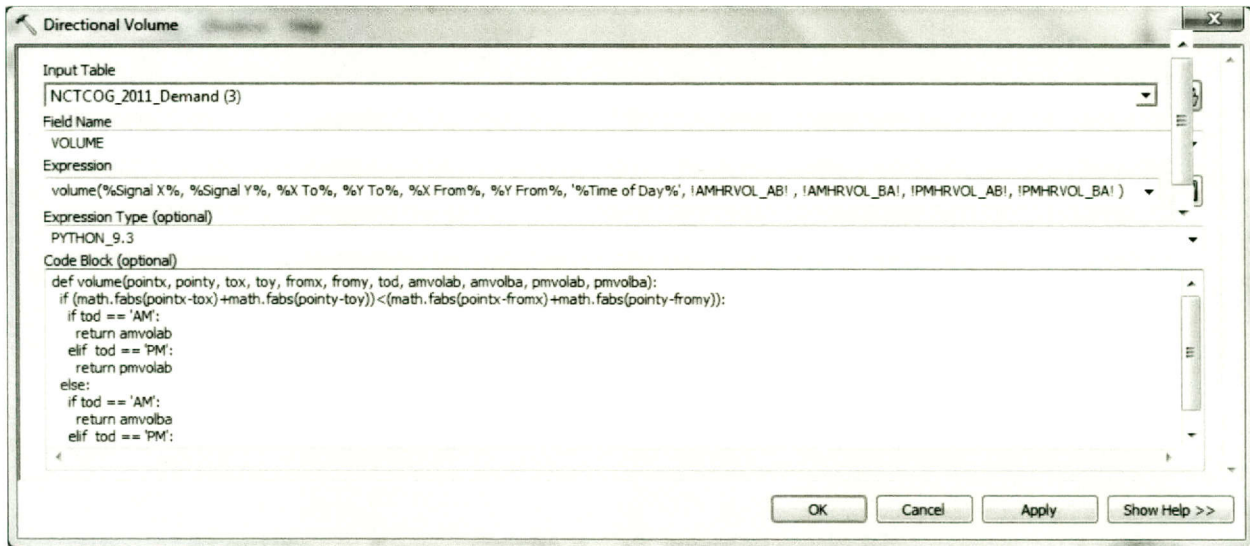 Directional Volume
Input Table
NCTCOG_2011_Demand (3)
Field Name
VOLUME
Expression
volume(%Signal X%, %Signal Y%, %X To%, %Y To%, %X From%, %Y From%, '%Time of Day%', !AMHRVOL_AB! , !AMHRVOL_BA!, !PMHRVOL_AB!, !PMHRVOL_BA! )
Expression Type (optional)
PYTHON_9.3
Code Block (optional)
def volume(pointx, pointy, tox, toy, fromx, fromy, tod, amvolab, amvolba, pmvolab, pmvolba):
if (math.fabs(pointx-tox)+math.fabs(pointy-toy))<(math.fabs(pointx-fromx)+math.fabs(pointy-fromy)):
if tod == 'AM':
return amvolab
elif tod == 'PM':
return pmvolab
else:
if tod == 'AM':
return amvolba
elif tod == 'PM':
OK Cancel Apply Show Help >>